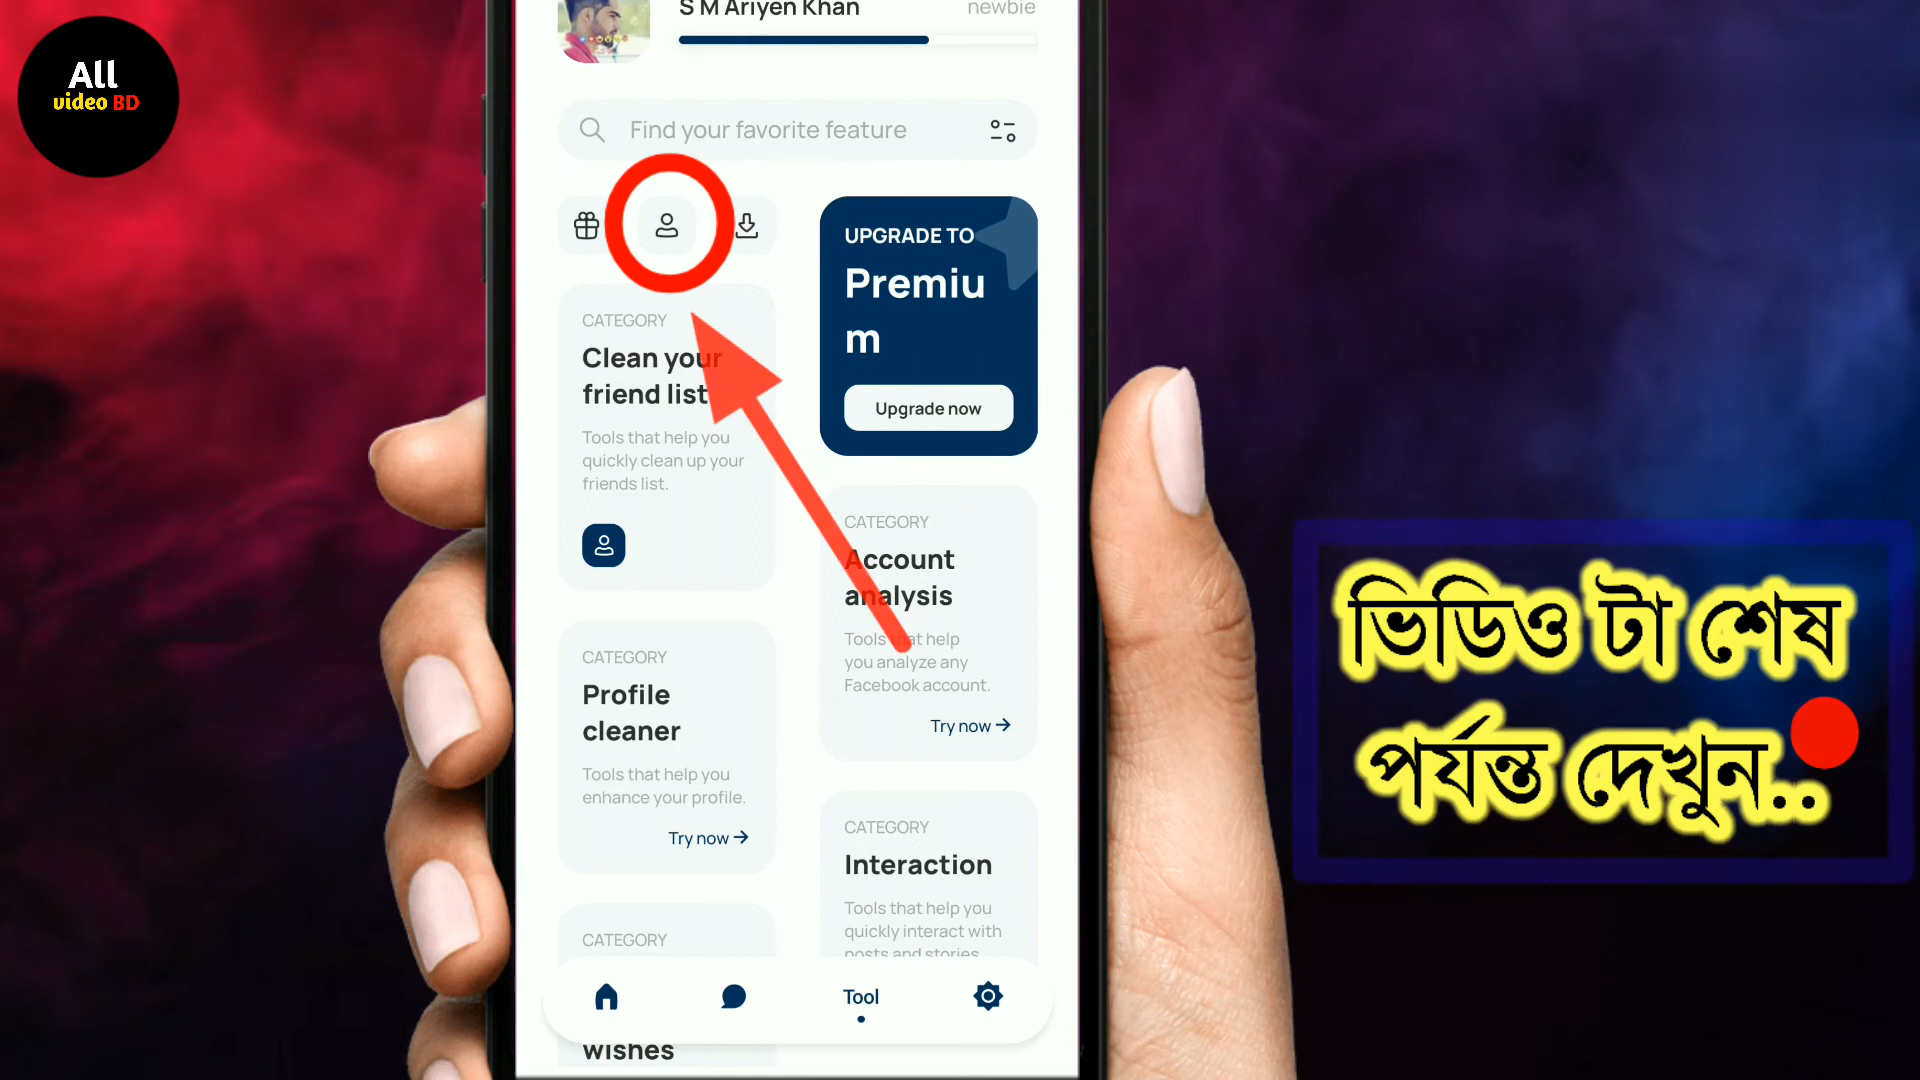 All
video BD
S M Ariyen Khan
newbie
Find your favorite feature
CATEGORY
Clean your
friend list
Tools that help you
quickly clean up your
friends list.
UPGRADE TO
Premiu
m
Upgrade now
CATEGORY
Account
analysis
Tools that help
you analyze any
Facebook account.
Try now
CATEGORY
Profile
cleaner
Tools that help you
enhance your profile.
Try now
CATEGORY
Interaction
Tools that help you
quickly interact with
posts and stories
CATEGORY
Tool
wishes
ভিডিও টা শেষ
পর্যন্ত দেখুন..